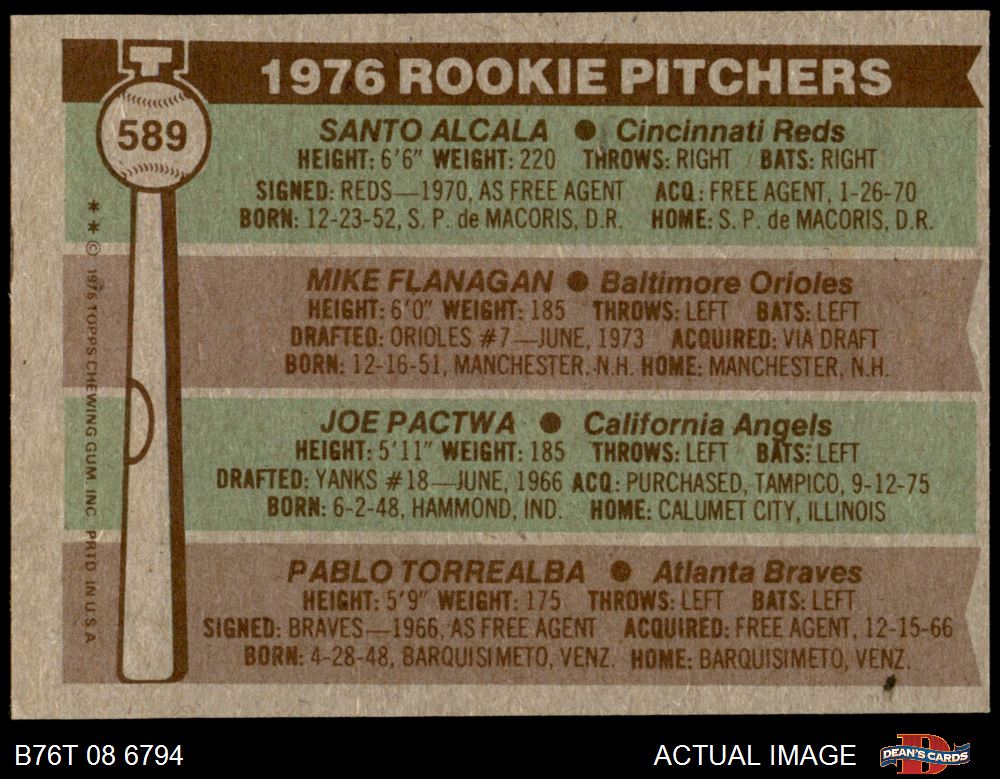 1976 ROOKIE PITCHERS
589
SANTO ALCALA ● Cincinnati Reds
HEIGHT: 6'6" WEIGHT: 220 THROWS: RIGHT BATS: RIGHT
SIGNED: REDS—1970, AS FREE AGENT ACQ: FREE AGENT, 1-26-70
BORN: 12-23-52, S. P. de MACORIS, D.R. HOME: S. P. de MACORIS, D.R.
MIKE FLANAGAN ● Baltimore Orioles
HEIGHT: 6'0" WEIGHT: 185 THROWS: LEFT BATS: LEFT
DRAFTED: ORIOLES #7—JUNE, 1973 ACQUIRED: VIA DRAFT
BORN: 12-16-51, MANCHESTER, N.H. HOME: MANCHESTER, N.H.
JOE PACTWA ● California Angels
HEIGHT: 5'11" WEIGHT: 185 THROWS: LEFT BATS: LEFT
DRAFTED: YANKS #18—JUNE, 1966 ACQ: PURCHASED, TAMPICO, 9-12-75
BORN: 6-2-48, HAMMOND, IND. HOME: CALUMET CITY, ILLINOIS
PABLO TORREALBA ● Atlanta Braves
HEIGHT: 5'9" WEIGHT: 175 THROWS: LEFT BATS: LEFT
SIGNED: BRAVES—1966, AS FREE AGENT ACQUIRED: FREE AGENT, 12-15-66
BORN: 4-28-48, BARQUISIMETO, VENZ. HOME: BARQUISIMETO, VENZ.
* * © 1976 TOPPS CHEWING GUM, INC. PRTD. IN U.S.A.
B76T 08 6794
ACTUAL IMAGE
DEAN'S CARDS